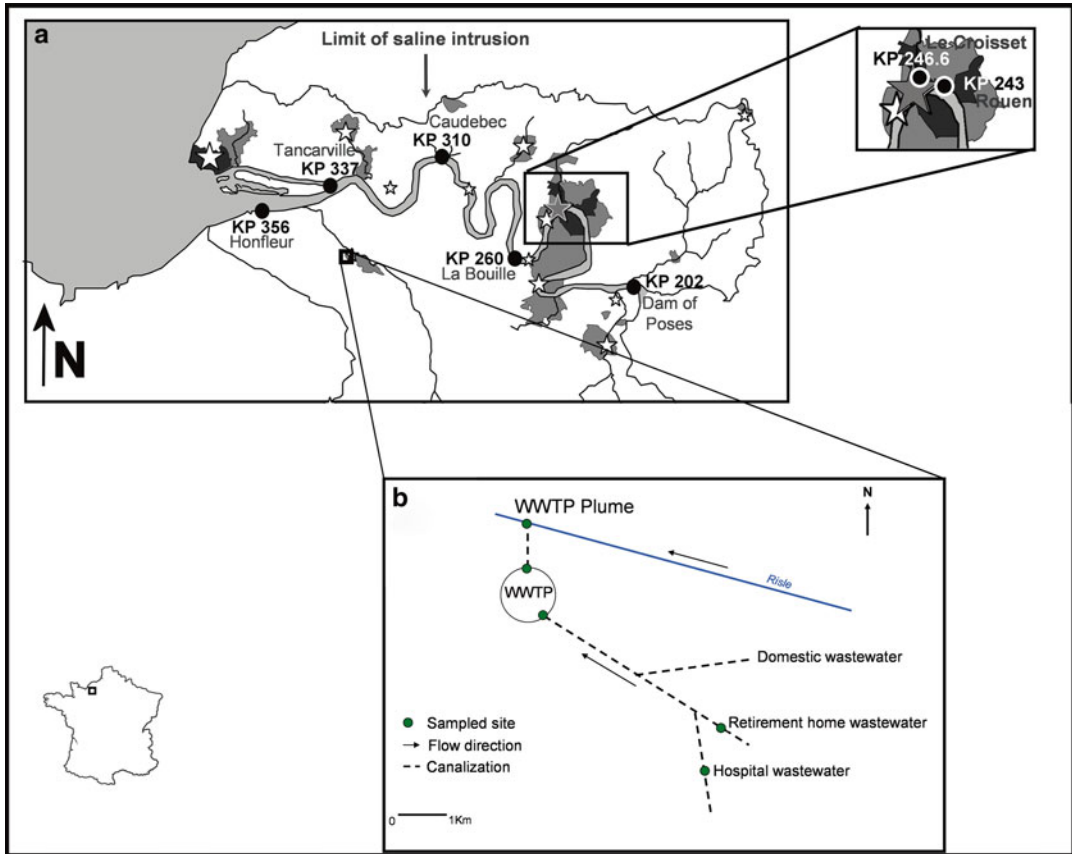 a
Limit of saline intrusion
Caudebec
KP 310
Tancarville
KP 337
KP 356
Honfleur
KP 260
La Bouille
KP 202
Dam of
Poses
N
Le Croisset
KP 246.6
KP 243
Rouen
b
WWTP Plume
N
Risle
WWTP
Domestic wastewater
Retirement home wastewater
Hospital wastewater
Sampled site
Flow direction
Canalization
0 1Km